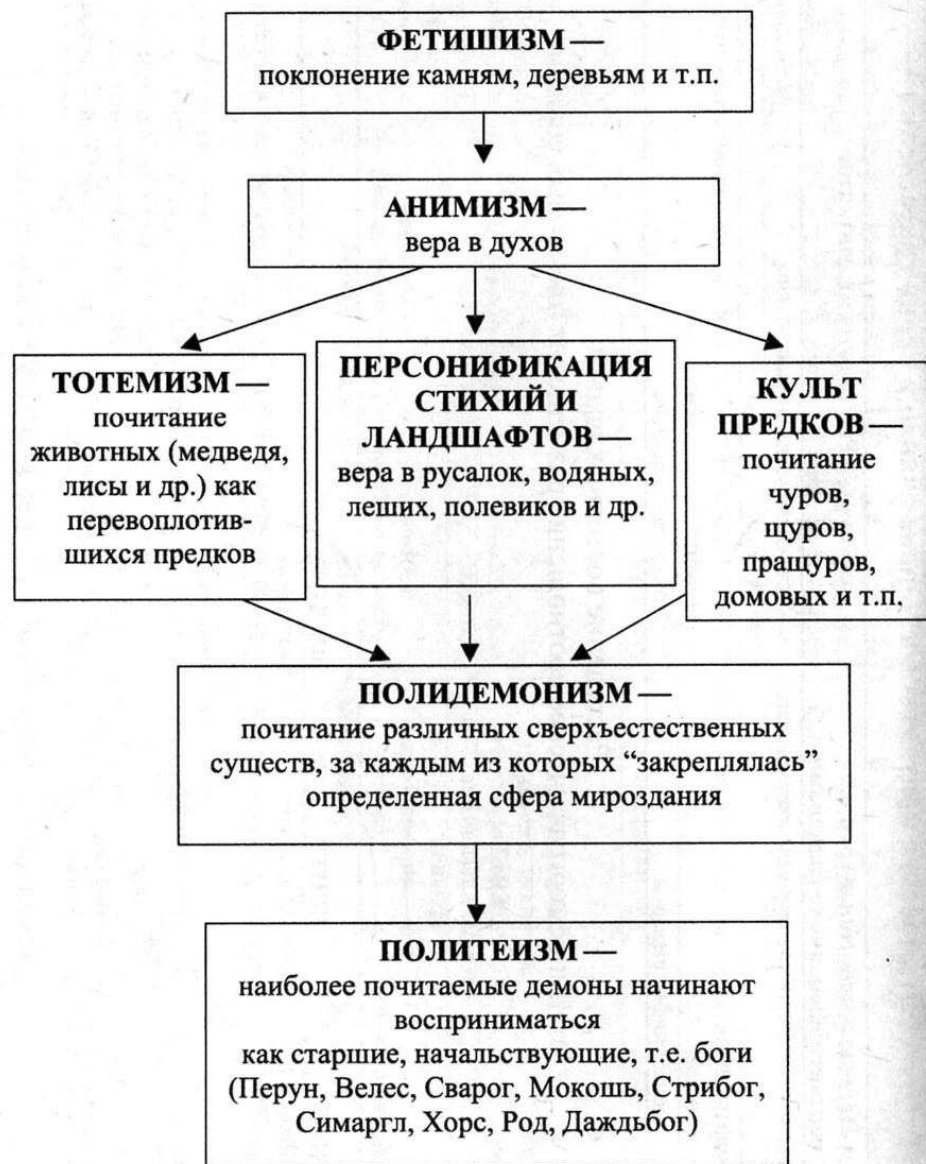 ФЕТИШИЗМ —
поклонение камням, деревьям и т.п.
АНИМИЗМ —
вера в духов
ТОТЕМИЗМ —
почитание
животных (медведя,
лисы и др.) как
перевоплотив-
шихся предков
ПЕРСОНИФИКАЦИЯ
СТИХИЙ И
ЛАНДШАФТОВ —
вера в русалок, водяных,
леших, полевиков и др.
КУЛЬТ
ПРЕДКОВ —
почитание
чуров,
щуров,
пращуров,
домовых и т.п.
ПОЛИДЕМОНИЗМ —
почитание различных сверхъестественных
существ, за каждым из которых “закреплялась”
определенная сфера мироздания
ПОЛИТЕИЗМ —
наиболее почитаемые демоны начинают
восприниматься
как старшие, начальствующие, т.е. боги
(Перун, Велес, Сварог, Мокошь, Стрибог,
Симаргл, Хорс, Род, Даждьбог)